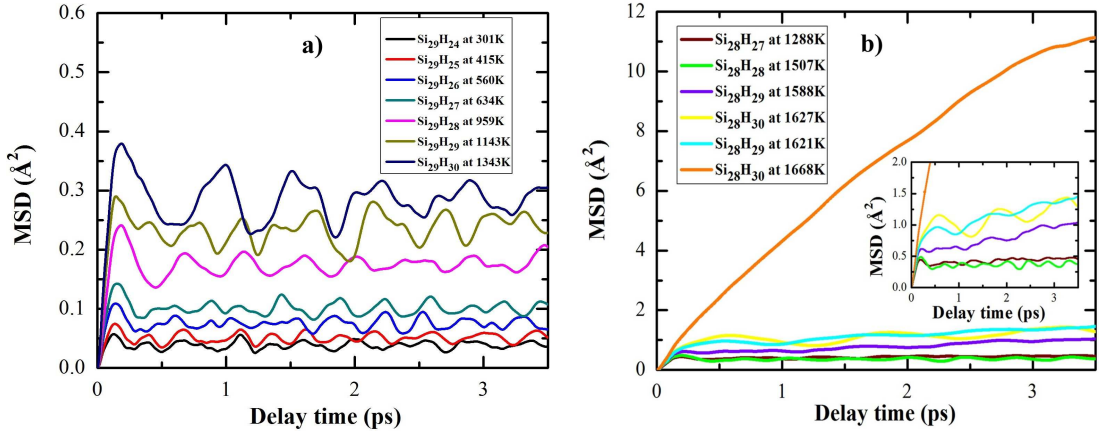 a)
Si29H24 at 301K
Si29H25 at 415K
Si29H26 at 560K
Si29H27 at 634K
Si29H28 at 959K
Si29H29 at 1143K
Si29H30 at 1343K
MSD (Å2)
0.6
0.5
0.4
0.3
0.2
0.1
0.0
0 1 2 3
Delay time (ps)
b)
Si28H27 at 1288K
Si28H28 at 1507K
Si28H29 at 1588K
Si28H30 at 1627K
Si28H29 at 1621K
Si28H30 at 1668K
MSD (Å2)
12
10
8
6
4
2
0
0 1 2 3
Delay time (ps)
MSD (Å2)
2.0
1.5
1.0
0.5
0.0
0 1 2 3
Delay time (ps)